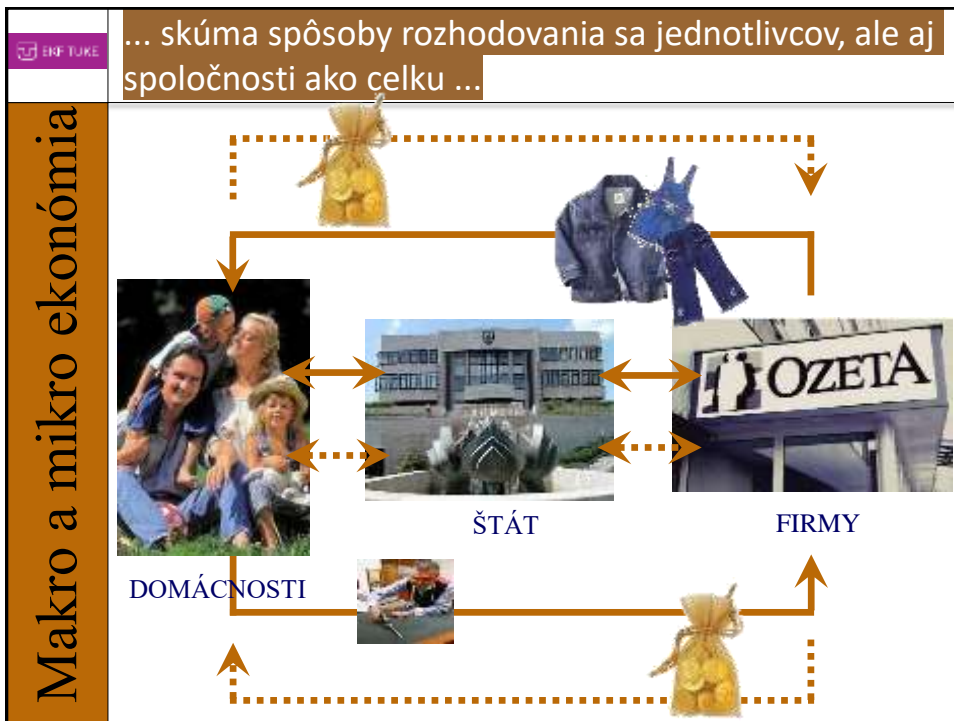 EKF TUKE
... skúma spôsoby rozhodovania sa jednotlivcov, ale aj
spoločnosti ako celku ...
Makro a mikro ekonómia
OZETA
ŠTÁT
FIRMY
DOMÁCNOSTI